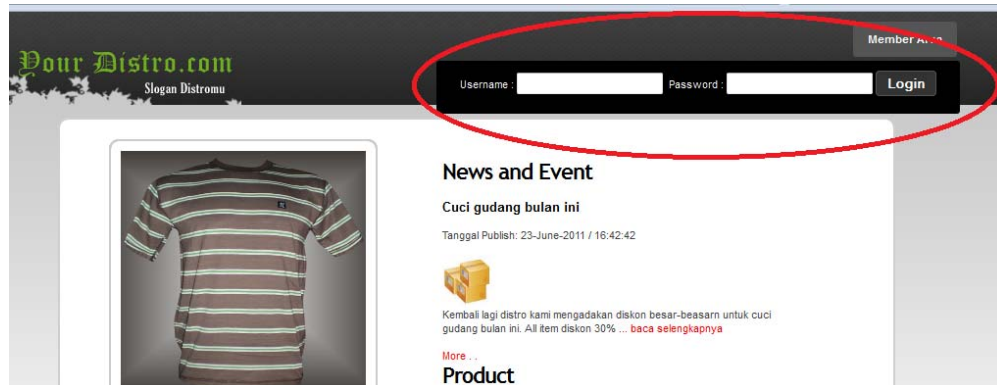 Member
Your Distro.com
Slogan Distromu
Username :
Password :
Login
News and Event
Cuci gudang bulan ini
Tanggal Publish: 23-June-2011 / 16:42:42
Kembali lagi distro kami mengadakan diskon besar-beasarn untuk cuci
gudang bulan ini. All item diskon 30% ... baca selengkapnya
More . .
Product